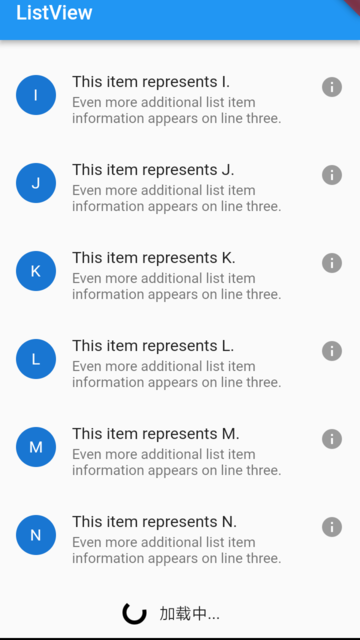 ListView
I
This item represents I.
Even more additional list item
information appears on line three.
J
This item represents J.
Even more additional list item
information appears on line three.
K
This item represents K.
Even more additional list item
information appears on line three.
L
This item represents L.
Even more additional list item
information appears on line three.
M
This item represents M.
Even more additional list item
information appears on line three.
N
This item represents N.
Even more additional list item
information appears on line three.
加载中...